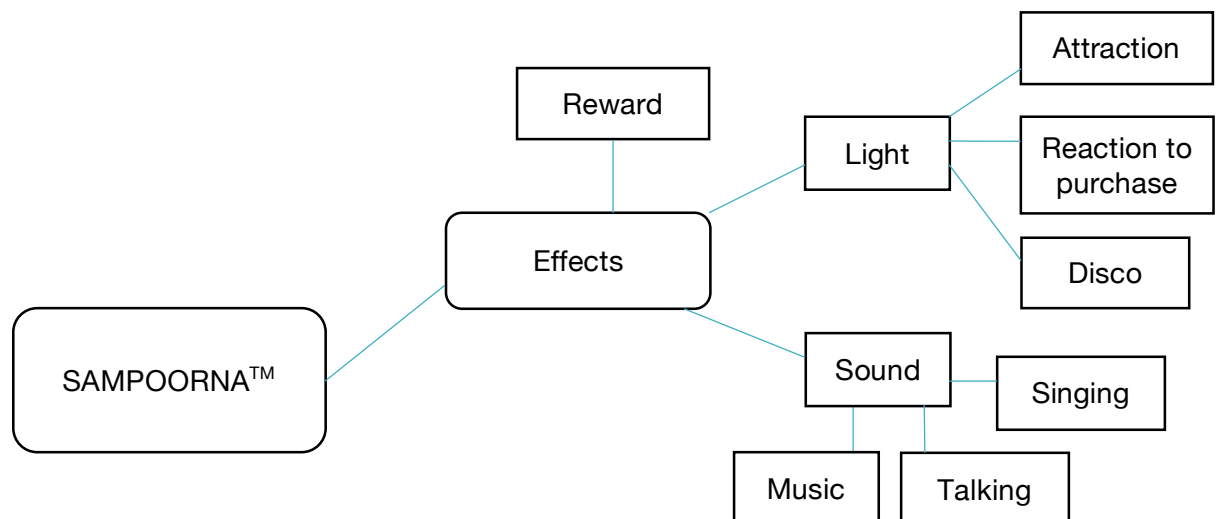 Attraction
Reward
Light
Reaction to
purchase
Effects
Disco
SAMPOORNA™
Sound
Singing
Music
Talking